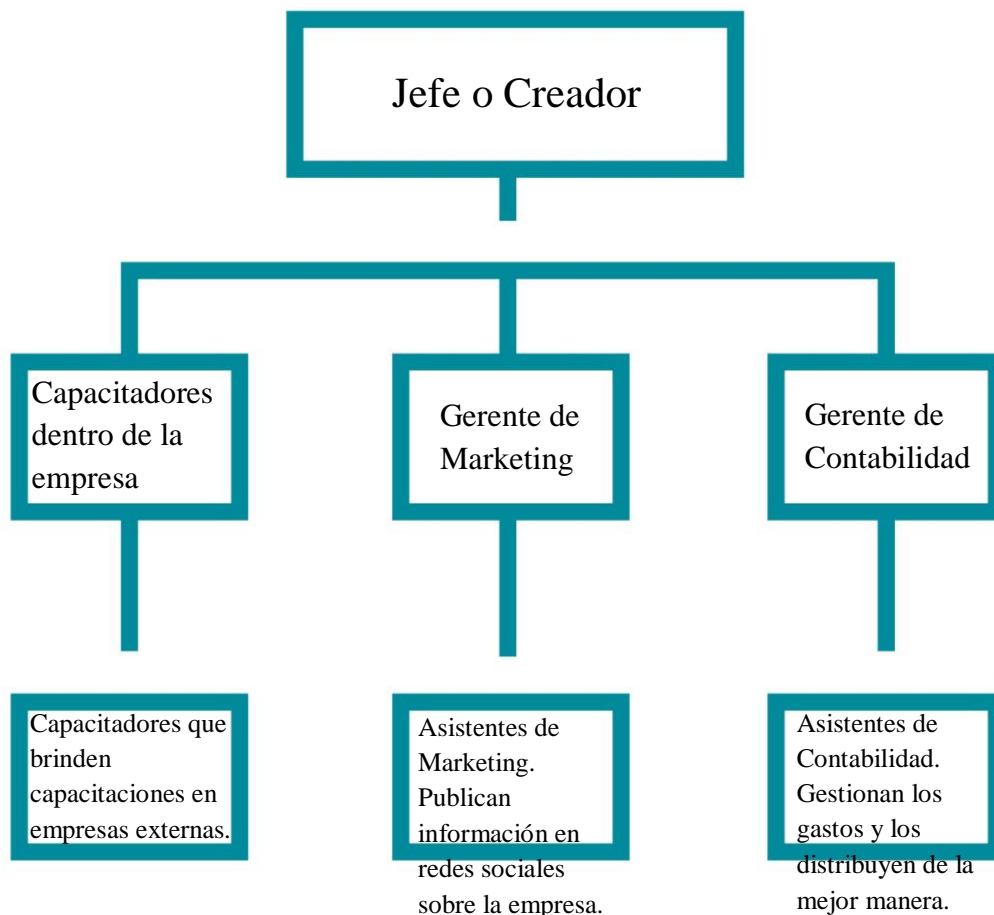 Jefe o Creador
Capacitadores
dentro de la
empresa
Gerente de
Marketing
Gerente de
Contabilidad
Capacitadores que
brinden
capacitaciones en
empresas externas.
Asistentes de
Marketing.
Publican
información en
redes sociales
sobre la empresa.
Asistentes de
Contabilidad.
Gestionan los
gastos y los
distribuyen de la
mejor manera.